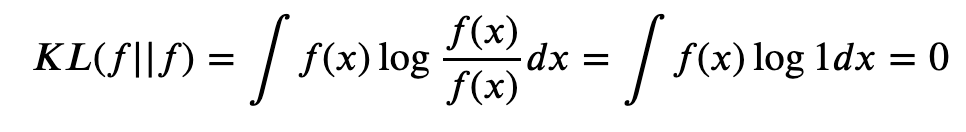 KL(f||f) = ∫ f(x) log f(x)/f(x) dx = ∫ f(x) log 1dx = 0